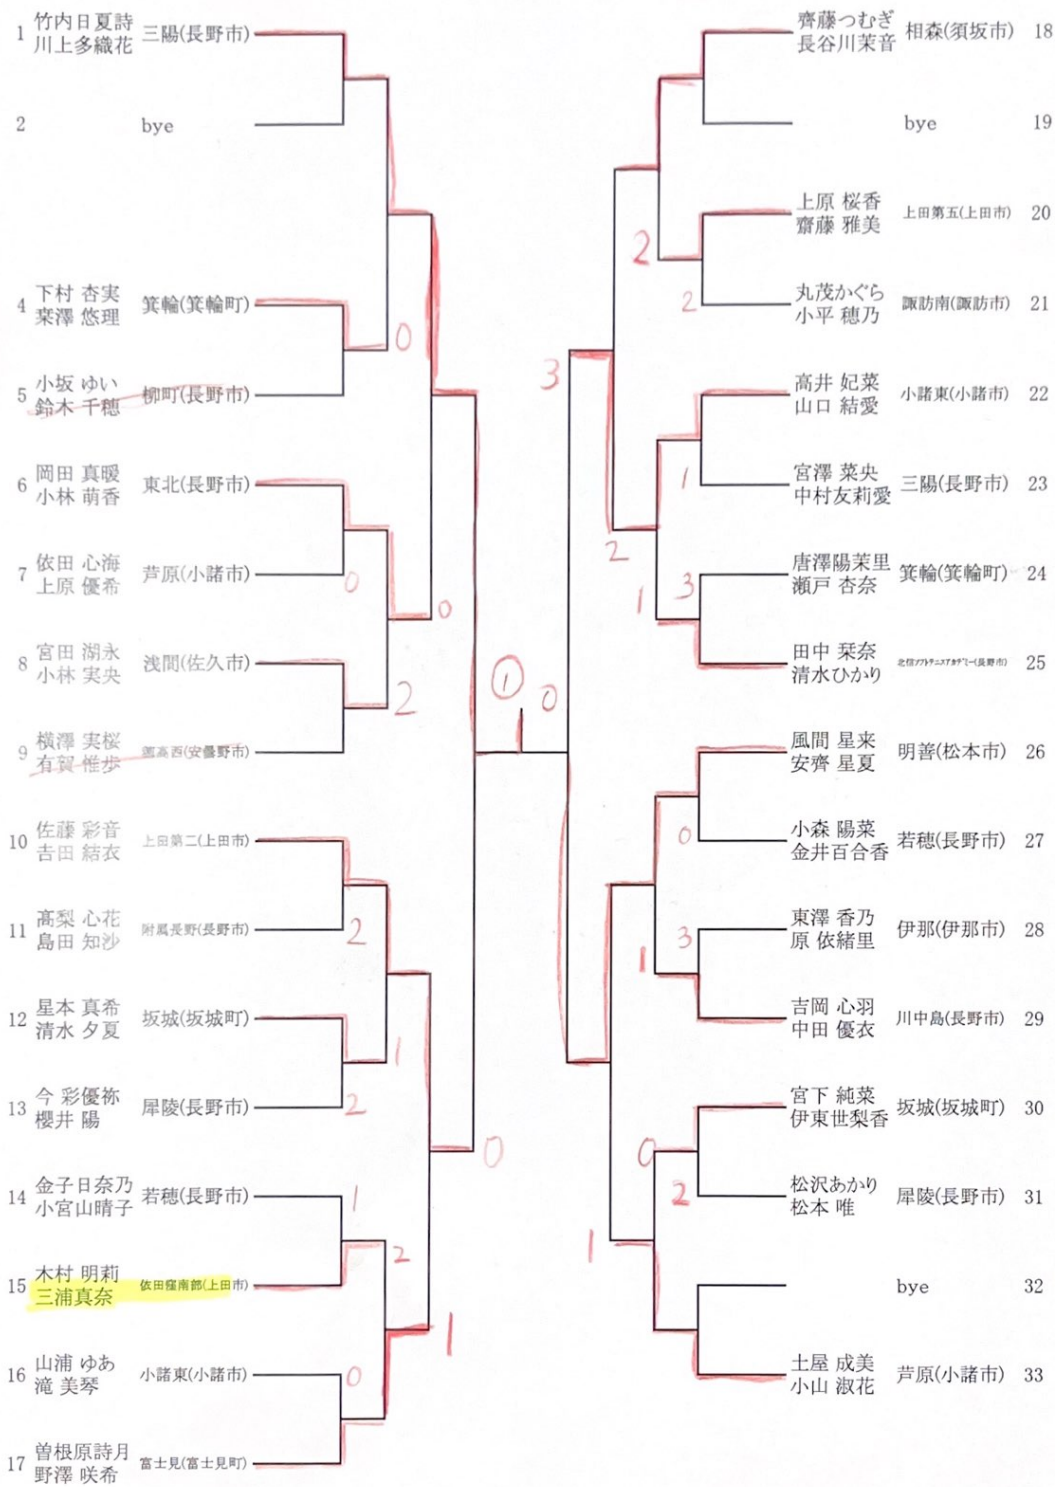 1 竹内日夏詩 三陽(長野市)
川上多織花
2 bye
4 下村 杏実 箕輪(箕輪町)
栞澤 悠理
5 小坂 ゆい 柳町(長野市)
鈴木 千穂
6 岡田 真暖 東北(長野市)
小林 萌香
7 依田 心海 芦原(小諸市)
上原 優希
8 宮田 湖永 浅間(佐久市)
小林 実央
9 横澤 実桜 穂高西(安曇野市)
有賀 惟歩
10 佐藤 彩音 上田第二(上田市)
吉田 結衣
11 高梨 心花 附属長野(長野市)
島田 知沙
12 星本 真希 坂城(坂城町)
清水 夕夏
13 今 彩優祢 犀陵(長野市)
櫻井 陽
14 金子日奈乃 若穂(長野市)
小宮山晴子
15 木村 明莉 依田窪南部(上田市)
三浦真奈
16 山浦 ゆあ 小諸東(小諸市)
滝 美琴
17 曽根原詩月 富士見(富士見町)
野澤 咲希
0
0
0
2
2
1
2
1
2
0
1
0
①
0
3
2
2
1
2
3
1
0
3
1
0
2
1
齊藤つむぎ 相森(須坂市) 18
長谷川茉音
bye 19
上原 桜香 上田第五(上田市) 20
齋藤 雅美
丸茂かぐら 諏訪南(諏訪市) 21
小平 穂乃
高井 妃菜 小諸東(小諸市) 22
山口 結愛
宮澤 菜央 三陽(長野市) 23
中村友莉愛
唐澤陽茉里 箕輪(箕輪町) 24
瀬戸 杏奈
田中 栞奈 北信ソフトテニスアカデミー(長野市) 25
清水ひかり
風間 星来 明善(松本市) 26
安齊 星夏
小森 陽菜 若穂(長野市) 27
金井百合香
東澤 香乃 伊那(伊那市) 28
原 依緒里
吉岡 心羽 川中島(長野市) 29
中田 優衣
宮下 純菜 坂城(坂城町) 30
伊東世梨香
松沢あかり 犀陵(長野市) 31
松本 唯
bye 32
土屋 成美 芦原(小諸市) 33
小山 淑花